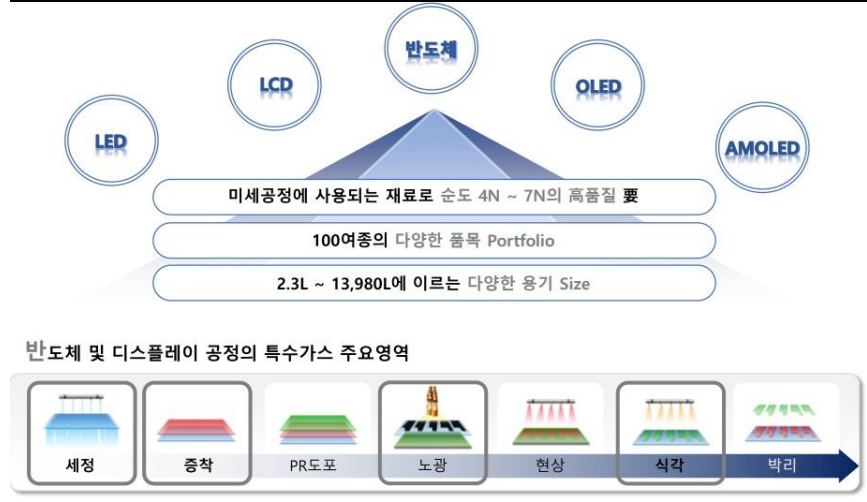 반도체
LCD
OLED
LED
AMOLED
미세공정에 사용되는 재료로 순도 4N ~ 7N의 高품질 要
100여종의 다양한 품목 Portfolio
2.3L ~ 13,980L에 이르는 다양한 용기 Size
반도체 및 디스플레이 공정의 특수가스 주요영역
세정
증착
PR도포
노광
현상
식각
박리